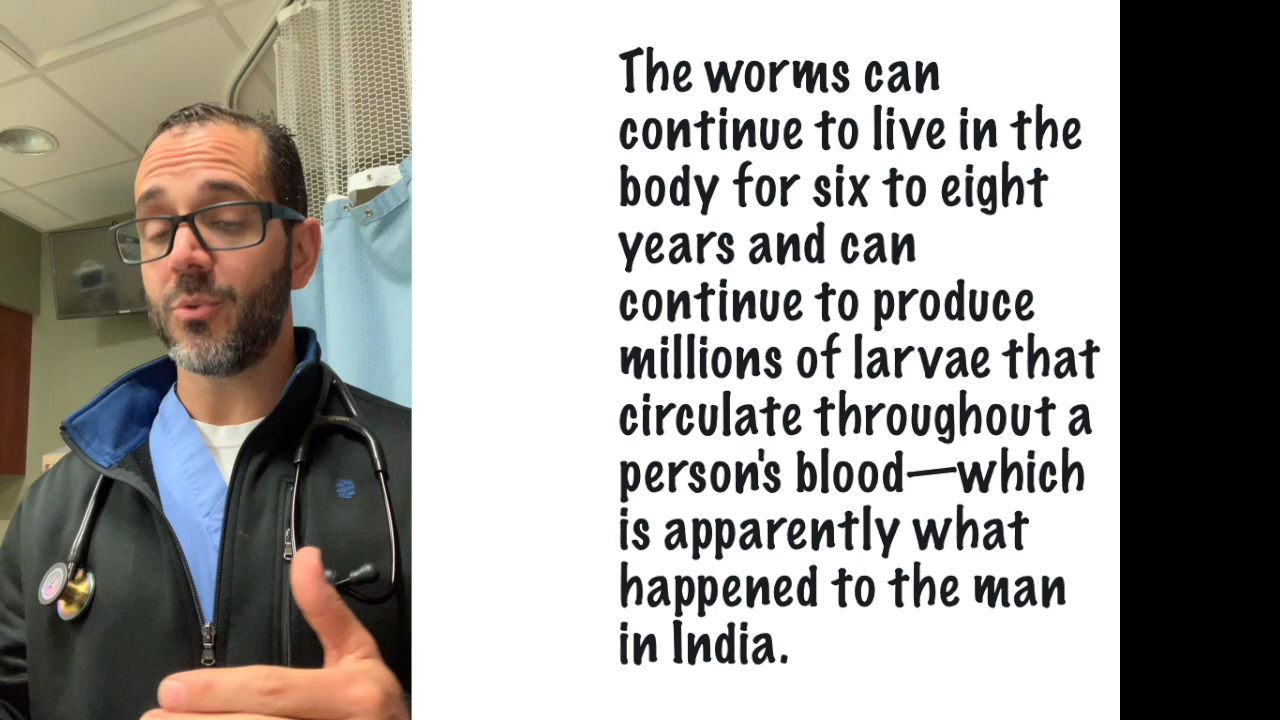 The worms can
continue to live in the
body for six to eight
years and can
continue to produce
millions of larvae that
circulate throughout a
person's blood—which
is apparently what
happened to the man
in India.